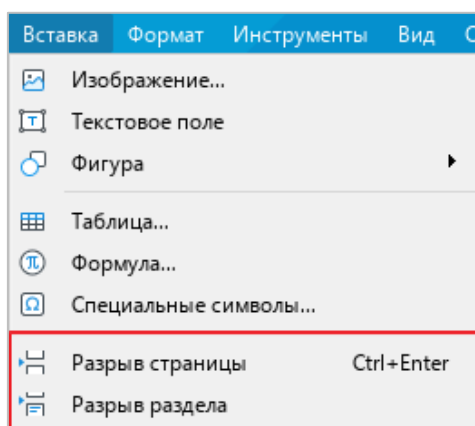 Вставка Формат Инструменты Вид
Изображение...
Текстовое поле
Фигура
Таблица...
Формула...
Специальные символы...
Разрыв страницы Ctrl+Enter
Разрыв раздела